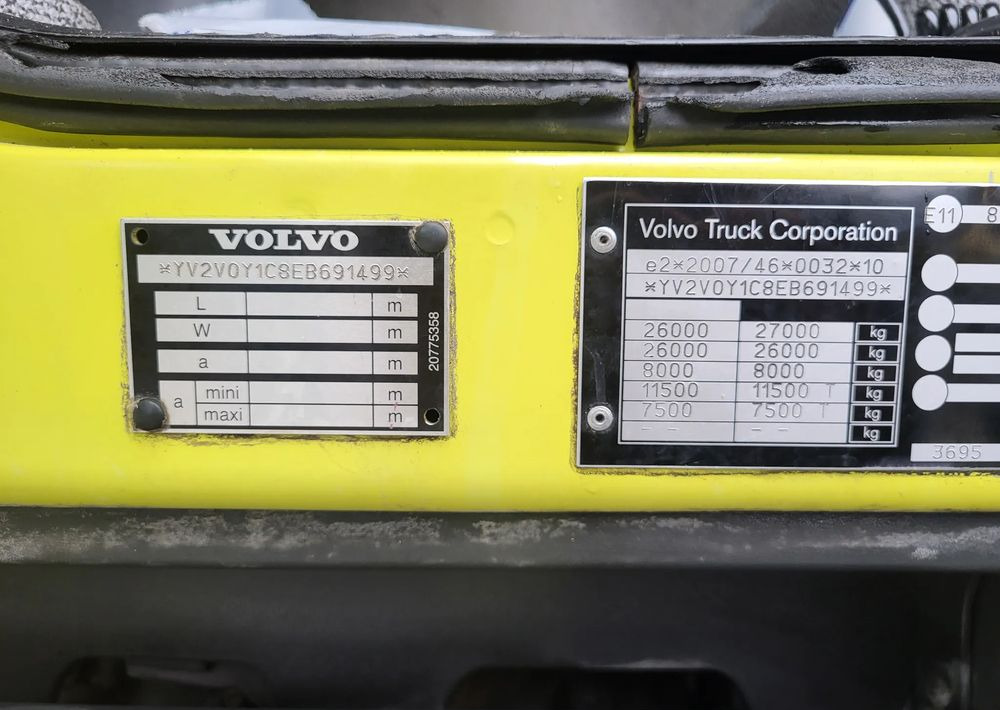 VOLVO
*YV2V0Y1C8EB691499*
L m
W m
a m
a mini m
maxi m
20775358
Volvo Truck Corporation
e2*2007/46*0032*10
*YV2V0Y1C8EB691499*
26000 27000 kg
26000 26000 kg
8000 8000 kg
11500 11500 T kg
7500 7500 T kg
- - - - kg
E11 8
3695